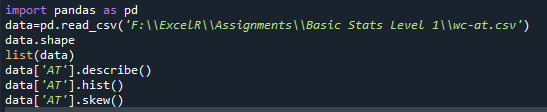 import pandas as pd
data=pd.read_csv('F:\\ExcelR\\Assignments\\Basic Stats Level 1\\wc-at.csv')
data.shape
list(data)
data['AT'].describe()
data['AT'].hist()
data['AT'].skew()